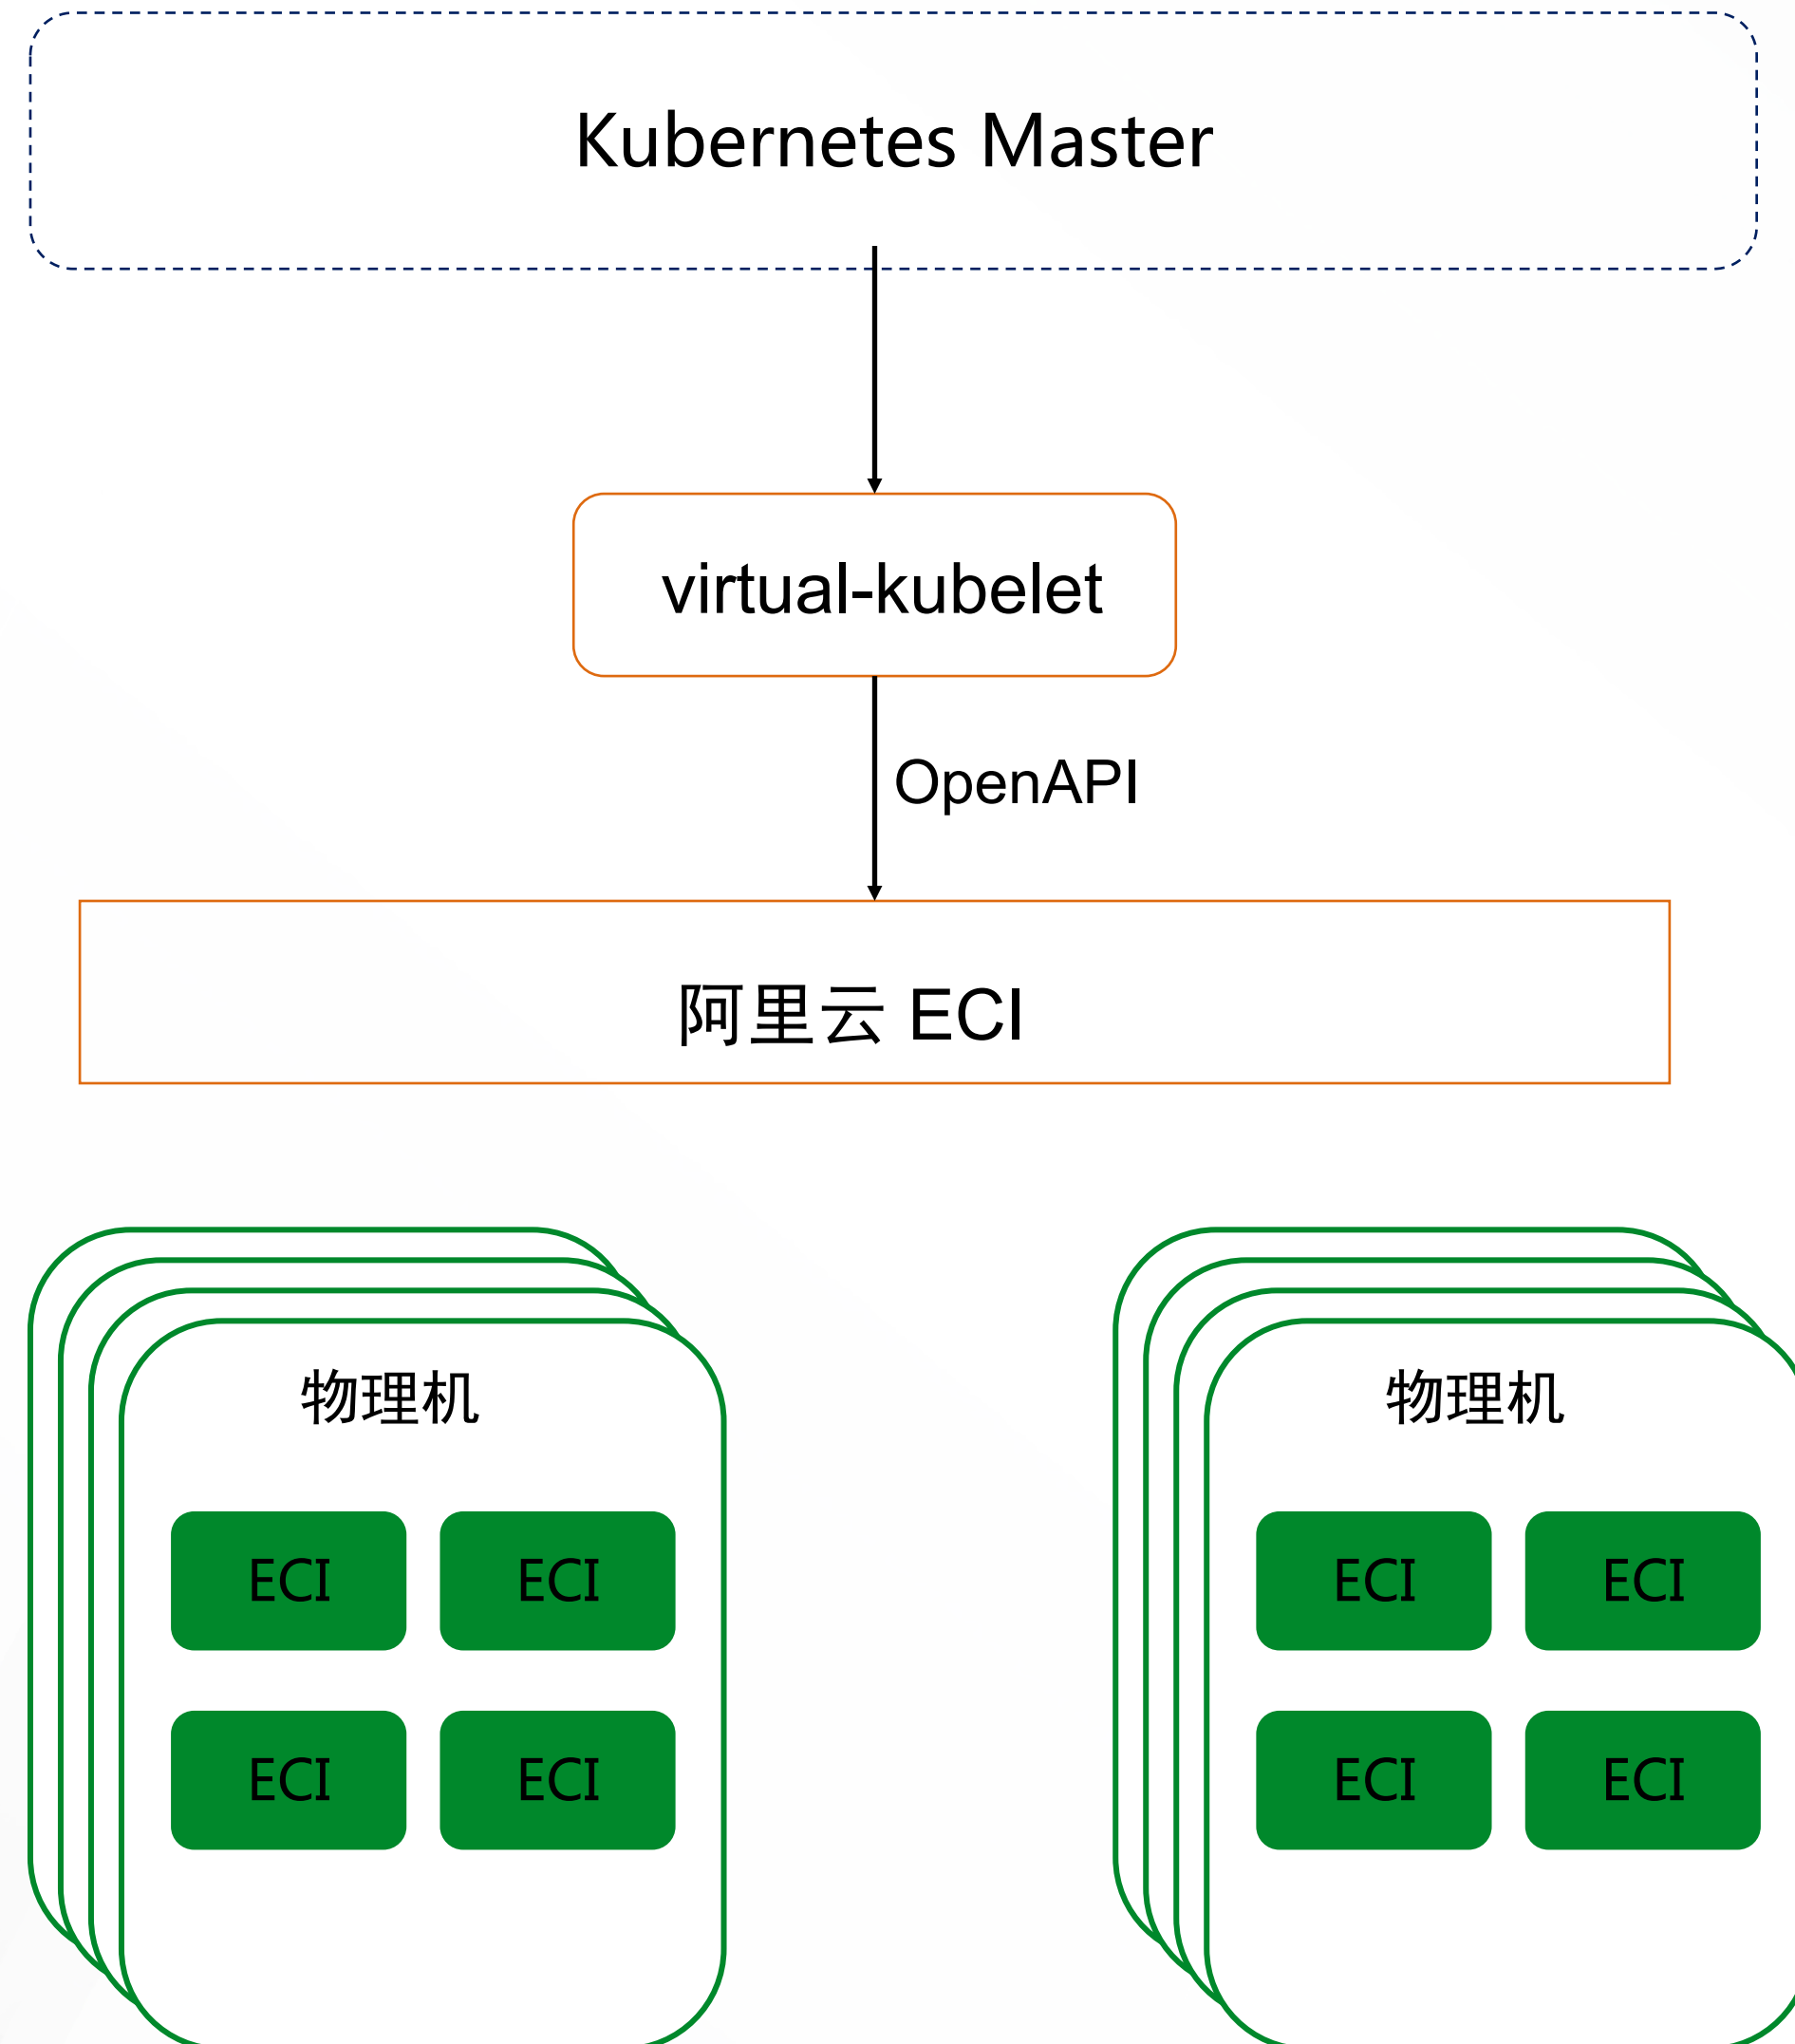 Kubernetes Master
virtual-kubelet
OpenAPI
阿里云 ECI
物理机
物理机
ECI ECI
ECI ECI
ECI ECI
ECI ECI